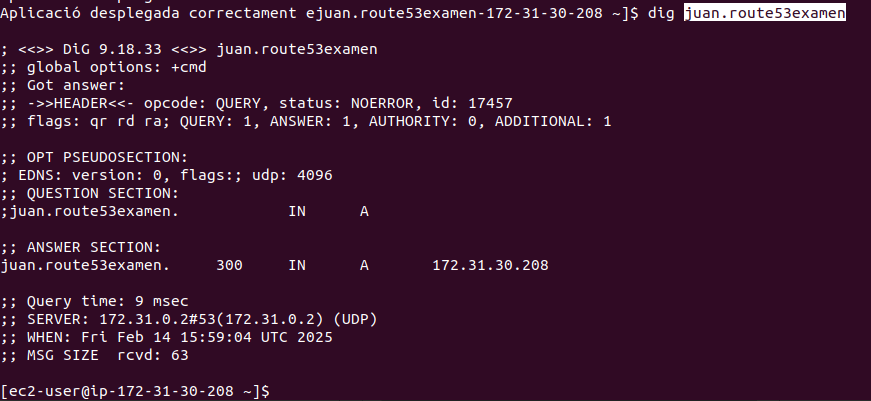 Aplicació desplegada correctament ejuan.route53examen-172-31-30-208 ~]$ dig juan.route53examen
; <<>> DiG 9.18.33 <<>> juan.route53examen
;; global options: +cmd
;; Got answer:
;; ->>HEADER<<- opcode: QUERY, status: NOERROR, id: 17457
;; flags: qr rd ra; QUERY: 1, ANSWER: 1, AUTHORITY: 0, ADDITIONAL: 1
;; OPT PSEUDOSECTION:
; EDNS: version: 0, flags:; udp: 4096
;; QUESTION SECTION:
;juan.route53examen. IN A
;; ANSWER SECTION:
juan.route53examen. 300 IN A 172.31.30.208
;; Query time: 9 msec
;; SERVER: 172.31.0.2#53(172.31.0.2) (UDP)
;; WHEN: Fri Feb 14 15:59:04 UTC 2025
;; MSG SIZE rcvd: 63
[ec2-user@ip-172-31-30-208 ~]$